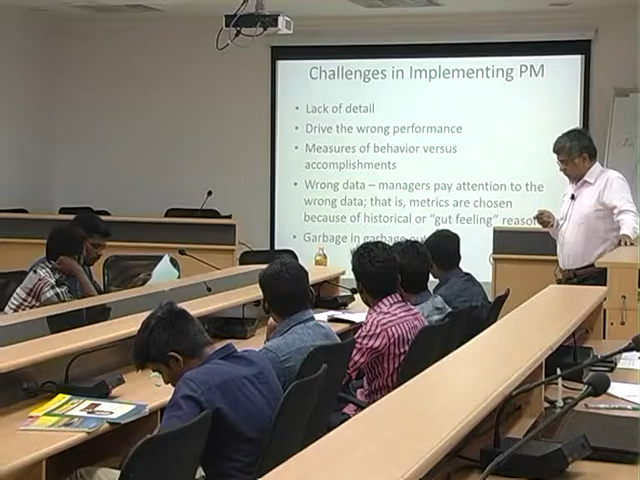 Challenges in Implementing PM
• Lack of detail
• Drive the wrong performance
• Measures of behavior versus
accomplishments
• Wrong data – managers pay attention to the
wrong data; that is, metrics are chosen
because of historical or "gut feeling" reason
• Garbage in garbage out